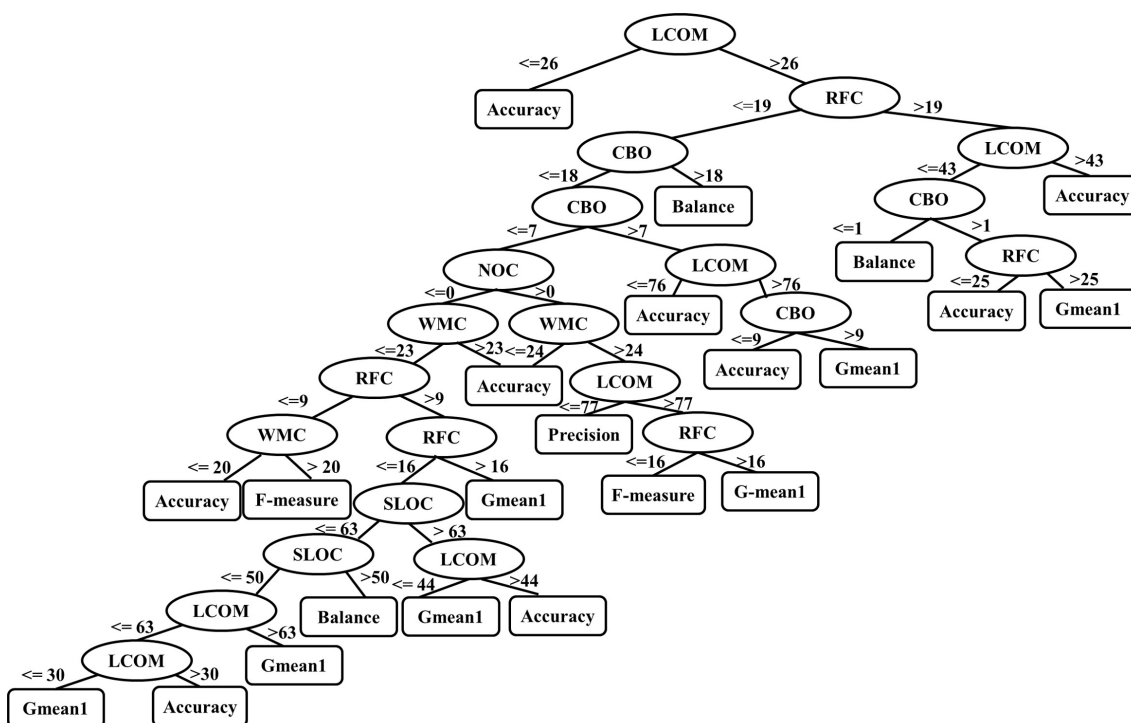 LCOM
<=26 >26
Accuracy RFC
<=19 >19
CBO LCOM
<=18 >18 <=43 >43
CBO Balance CBO Accuracy
<=7 >7 <=1 >1
NOC LCOM Balance RFC
<=0 >0 <=76 >76 <=25 >25
WMC WMC Accuracy CBO Accuracy Gmean1
<=23 >23 <=24 >24 <=9 >9
RFC Accuracy LCOM Accuracy Gmean1
<=9 >9 <=77 >77
WMC RFC Precision RFC
<= 20 > 20 <=16 > 16 <=16 >16
Accuracy F-measure SLOC Gmean1 F-measure G-mean1
<= 63 > 63
SLOC LCOM
<= 50 >50 <= 44 >44
LCOM Balance Gmean1 Accuracy
<= 63 >63
LCOM Gmean1
<= 30 >30
Gmean1 Accuracy